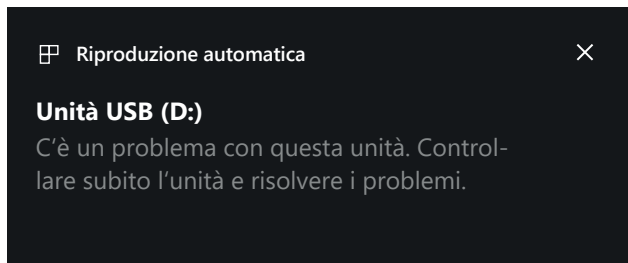 Riproduzione automatica
Unità USB (D:)
C’è un problema con questa unità. Control-
lare subito l’unità e risolvere i problemi.